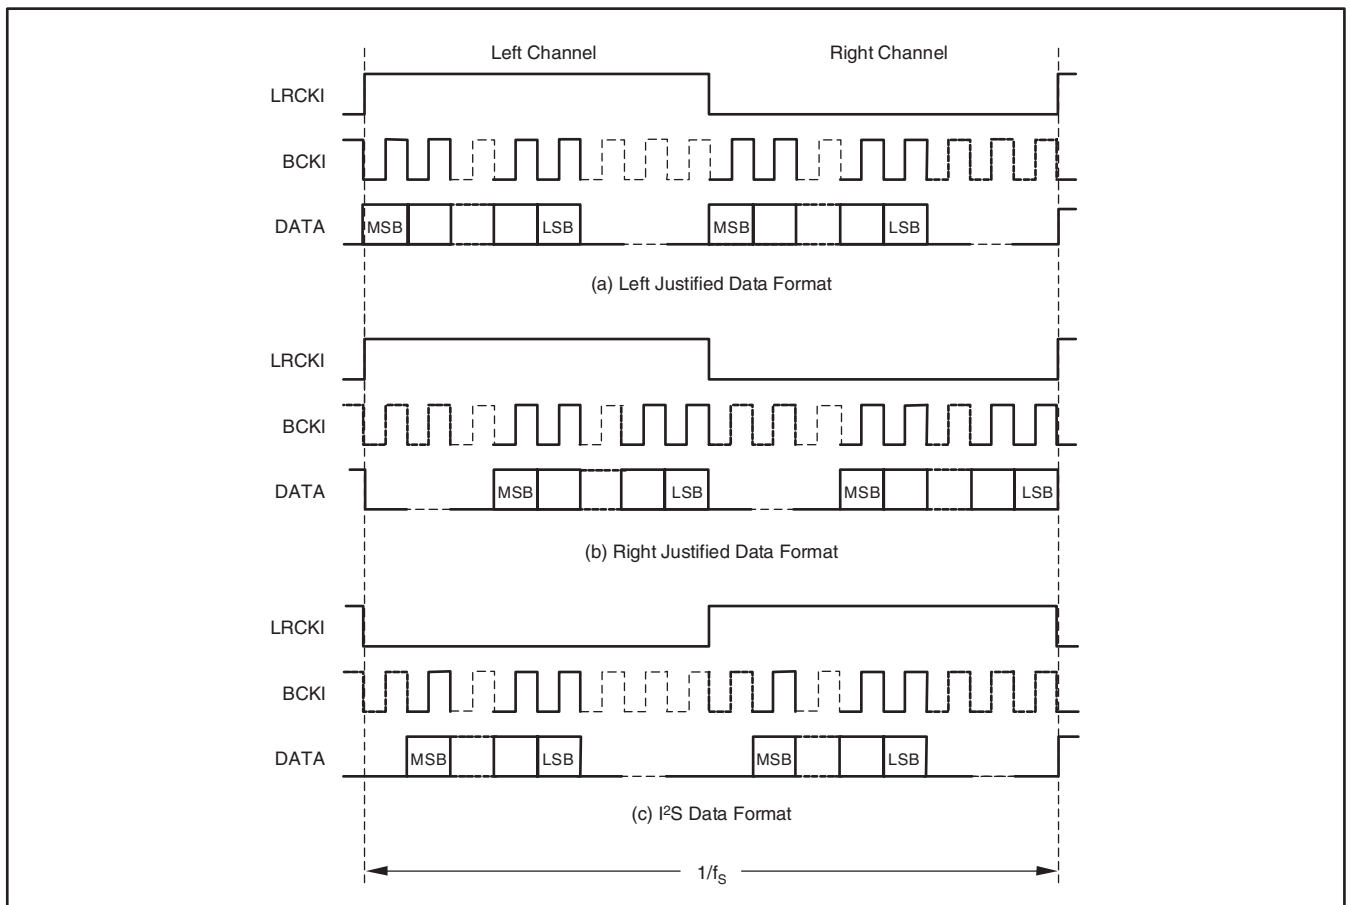 Left Channel Right Channel
LRCKI
BCKI
DATA MSB LSB MSB LSB
(a) Left Justified Data Format
LRCKI
BCKI
DATA MSB LSB MSB LSB
(b) Right Justified Data Format
LRCKI
BCKI
DATA MSB LSB MSB LSB
(c) I²S Data Format
1/fS